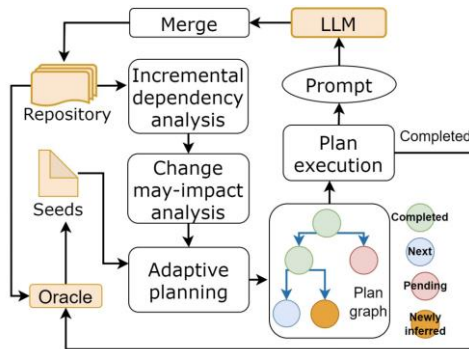 Merge
LLM
Repository
Incremental
dependency
analysis
Prompt
Change
may-impact
analysis
Plan
execution
Completed
Seeds
Adaptive
planning
Oracle
Plan
graph
Completed
Next
Pending
Newly
inferred